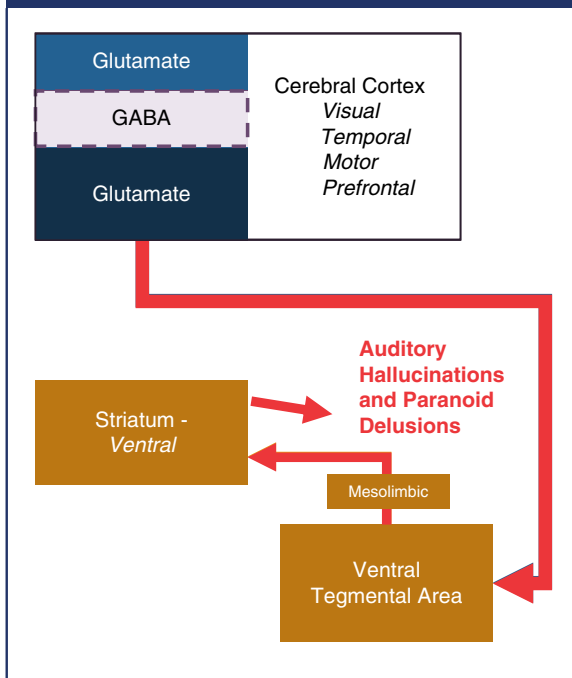 Glutamate
GABA
Glutamate
Cerebral Cortex
Visual
Temporal
Motor
Prefrontal
Auditory
Hallucinations
and Paranoid
Delusions
Striatum -
Ventral
Mesolimbic
Ventral
Tegmental Area